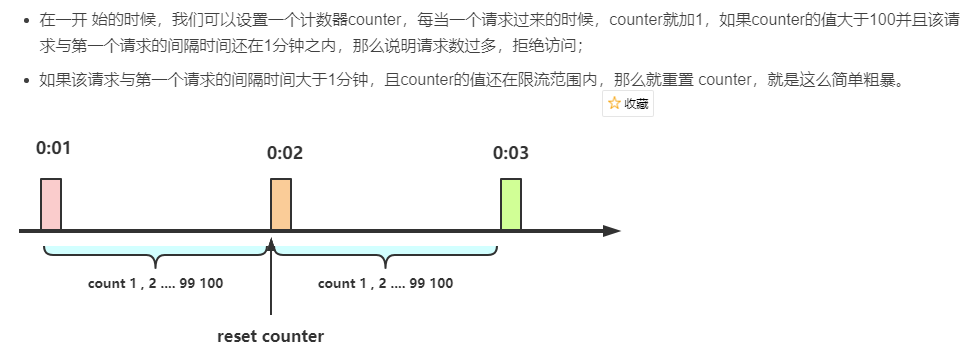 在一开 始的时候，我们可以设置一个计数器counter，每当一个请求过来的时候，counter就加1，如果counter的值大于100并且该请
求与第一个请求的间隔时间还在1分钟之内，那么说明请求数过多，拒绝访问；
如果该请求与第一个请求的间隔时间大于1分钟，且counter的值还在限流范围内，那么就重置 counter，就是这么简单粗暴。
收藏
0:01
0:02
0:03
count 1 , 2 .... 99 100
count 1 , 2 .... 99 100
reset counter